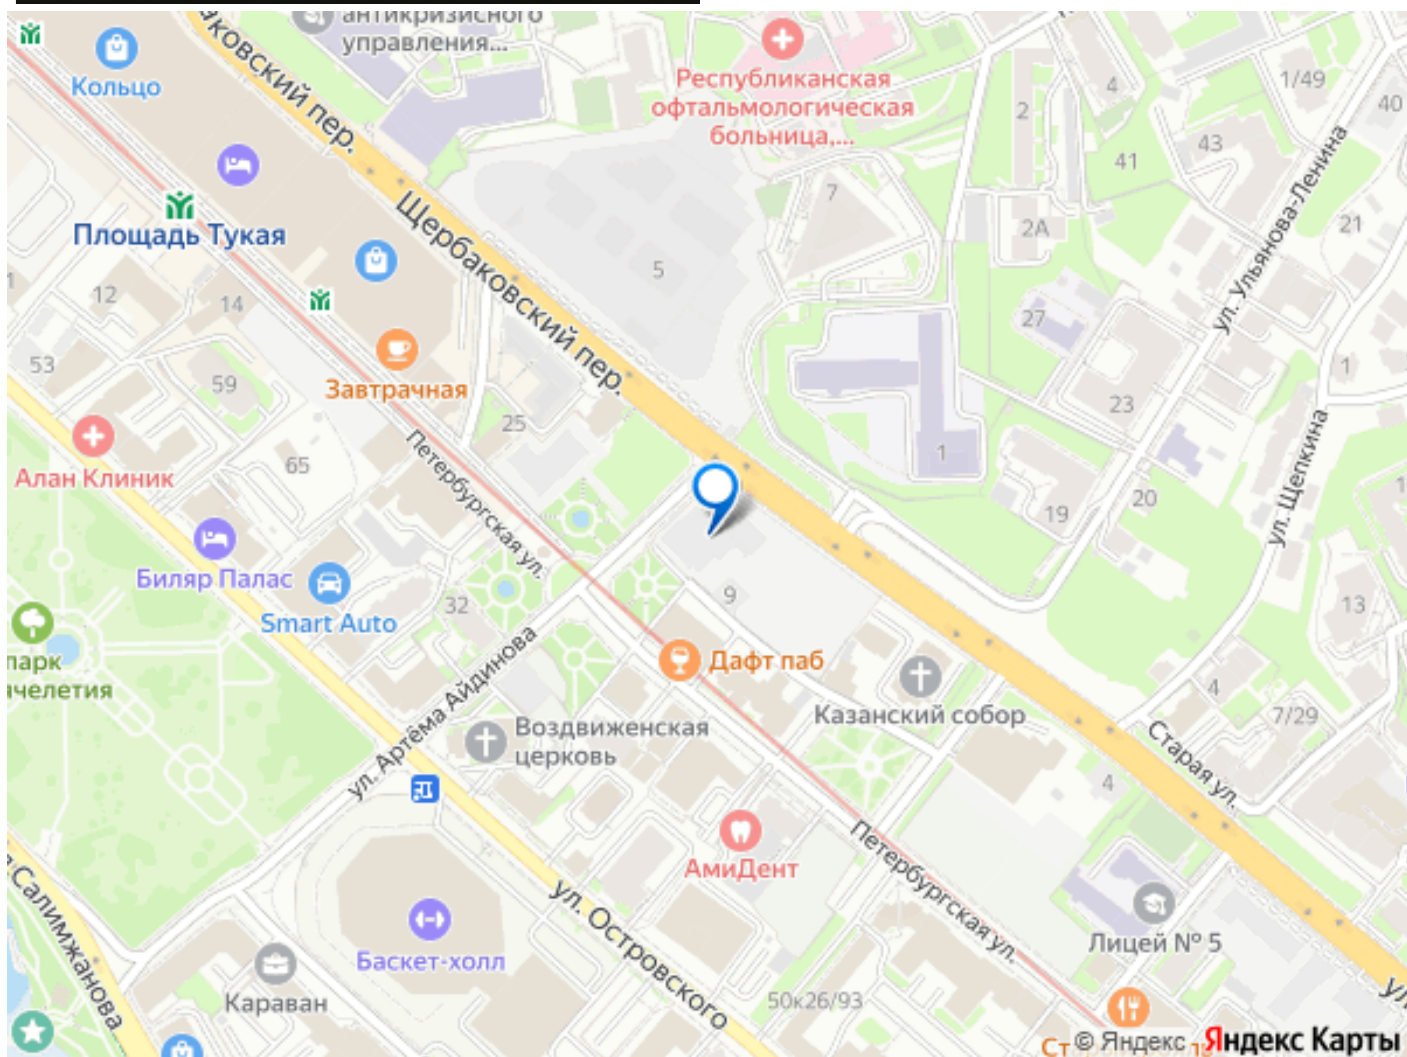 антикризисного
управления...
Кольцо
Республиканская
офтальмологическая
больница,...
Щербаковский пер.
Площадь Тукая
12
14
53
59
Завтрачная
25
65
Алан Клиник
Петербургская ул.
Биляр Палас
Smart Auto
32
парк
ул. Артёма Айдинова
5
7
2
4
1/49
40
43
41
2А
21
27
ул. Ульянова-Ленина
23
1
1
19
20
ул. Щепкина
13
9
Дафт паб
Казанский собор
4
7/29
Старая ул.
4
Воздвиженская
церковь
АмиДент
Петербургская ул.
Лицей № 5
ул. Островского
Баскет-холл
Караван
50к26/93
© Яндекс
Яндекс Карты